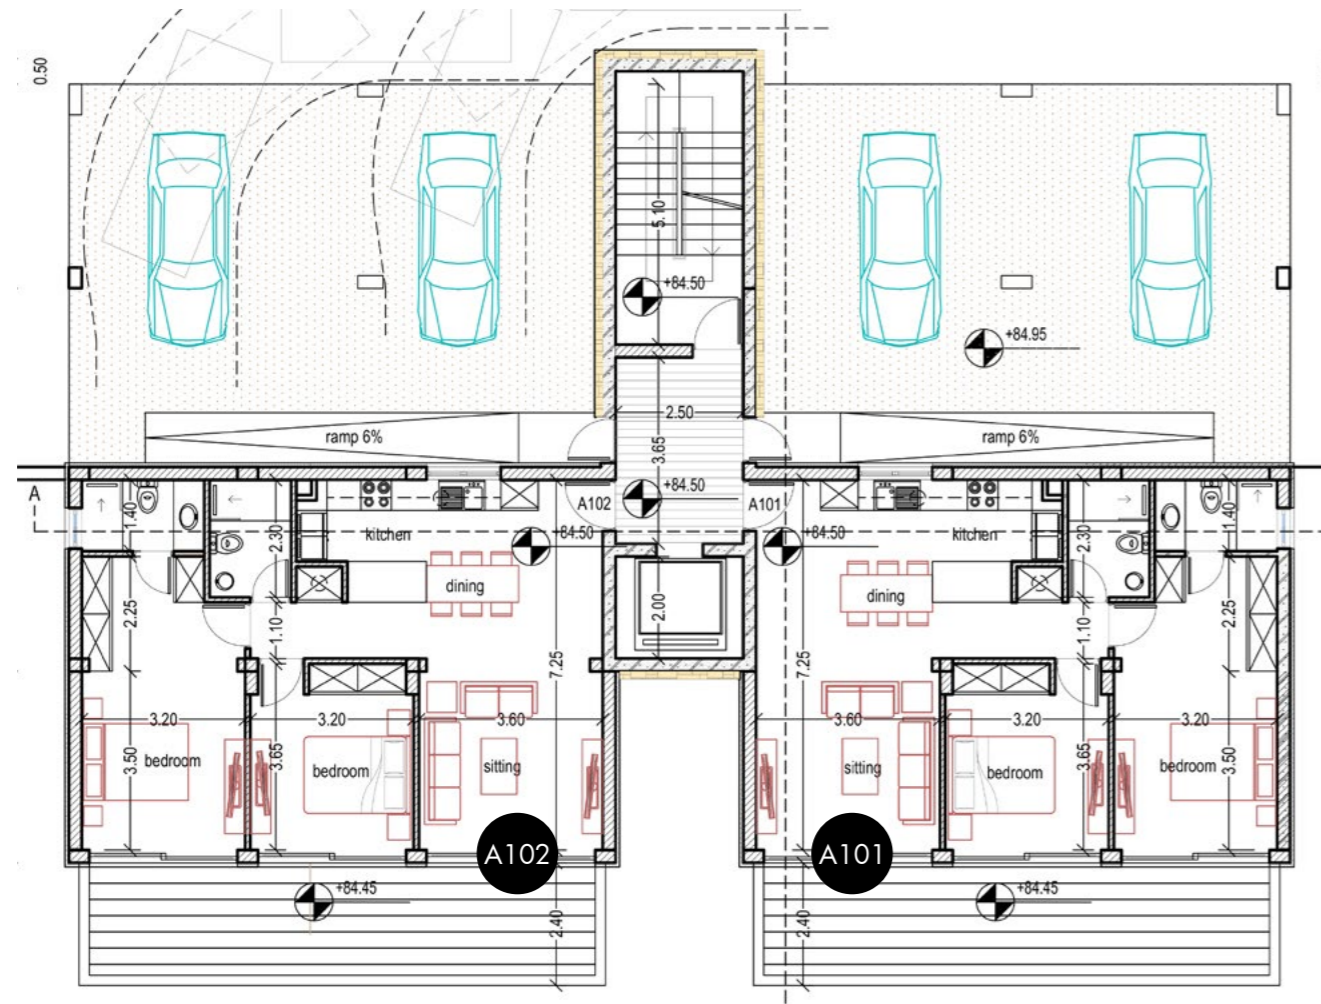 0.50
5.10
+84.50
+84.95
2.50
ramp 6%
ramp 6%
3.65
A
+84.50
A102
A101
1.40
2.30
kitchen
+84.50
+84.50
kitchen
2.30
1.40
dining
dining
2.25
1.10
2.00
1.10
2.25
7.25
7.25
3.20
3.20
3.60
3.60
3.20
3.20
bedroom
3.50
bedroom
3.65
sitting
sitting
bedroom
3.65
bedroom
3.50
A102
A101
+84.45
+84.45
2.40
2.40